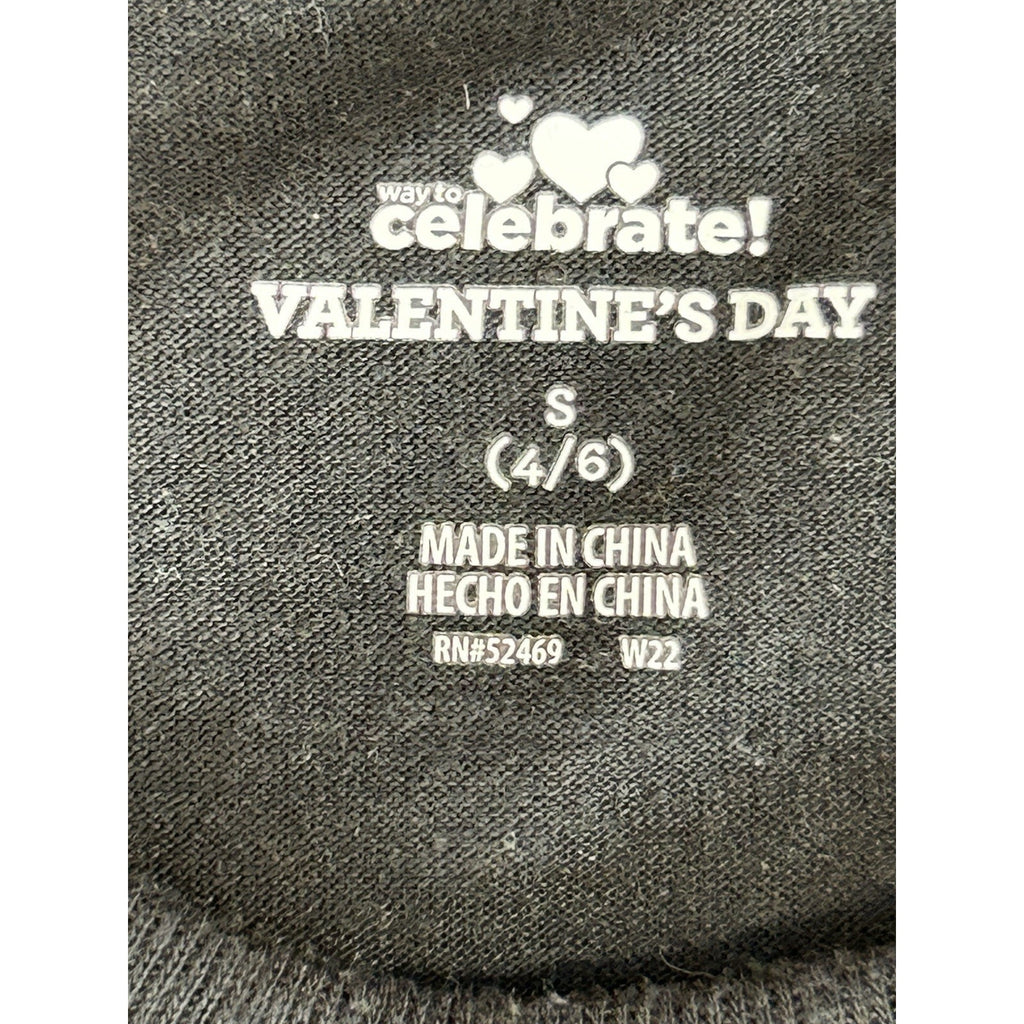 way to
celebrate!
VALENTINE'S DAY
S
(4/6)
MADE IN CHINA
HECHO EN CHINA
RN#52469 W22